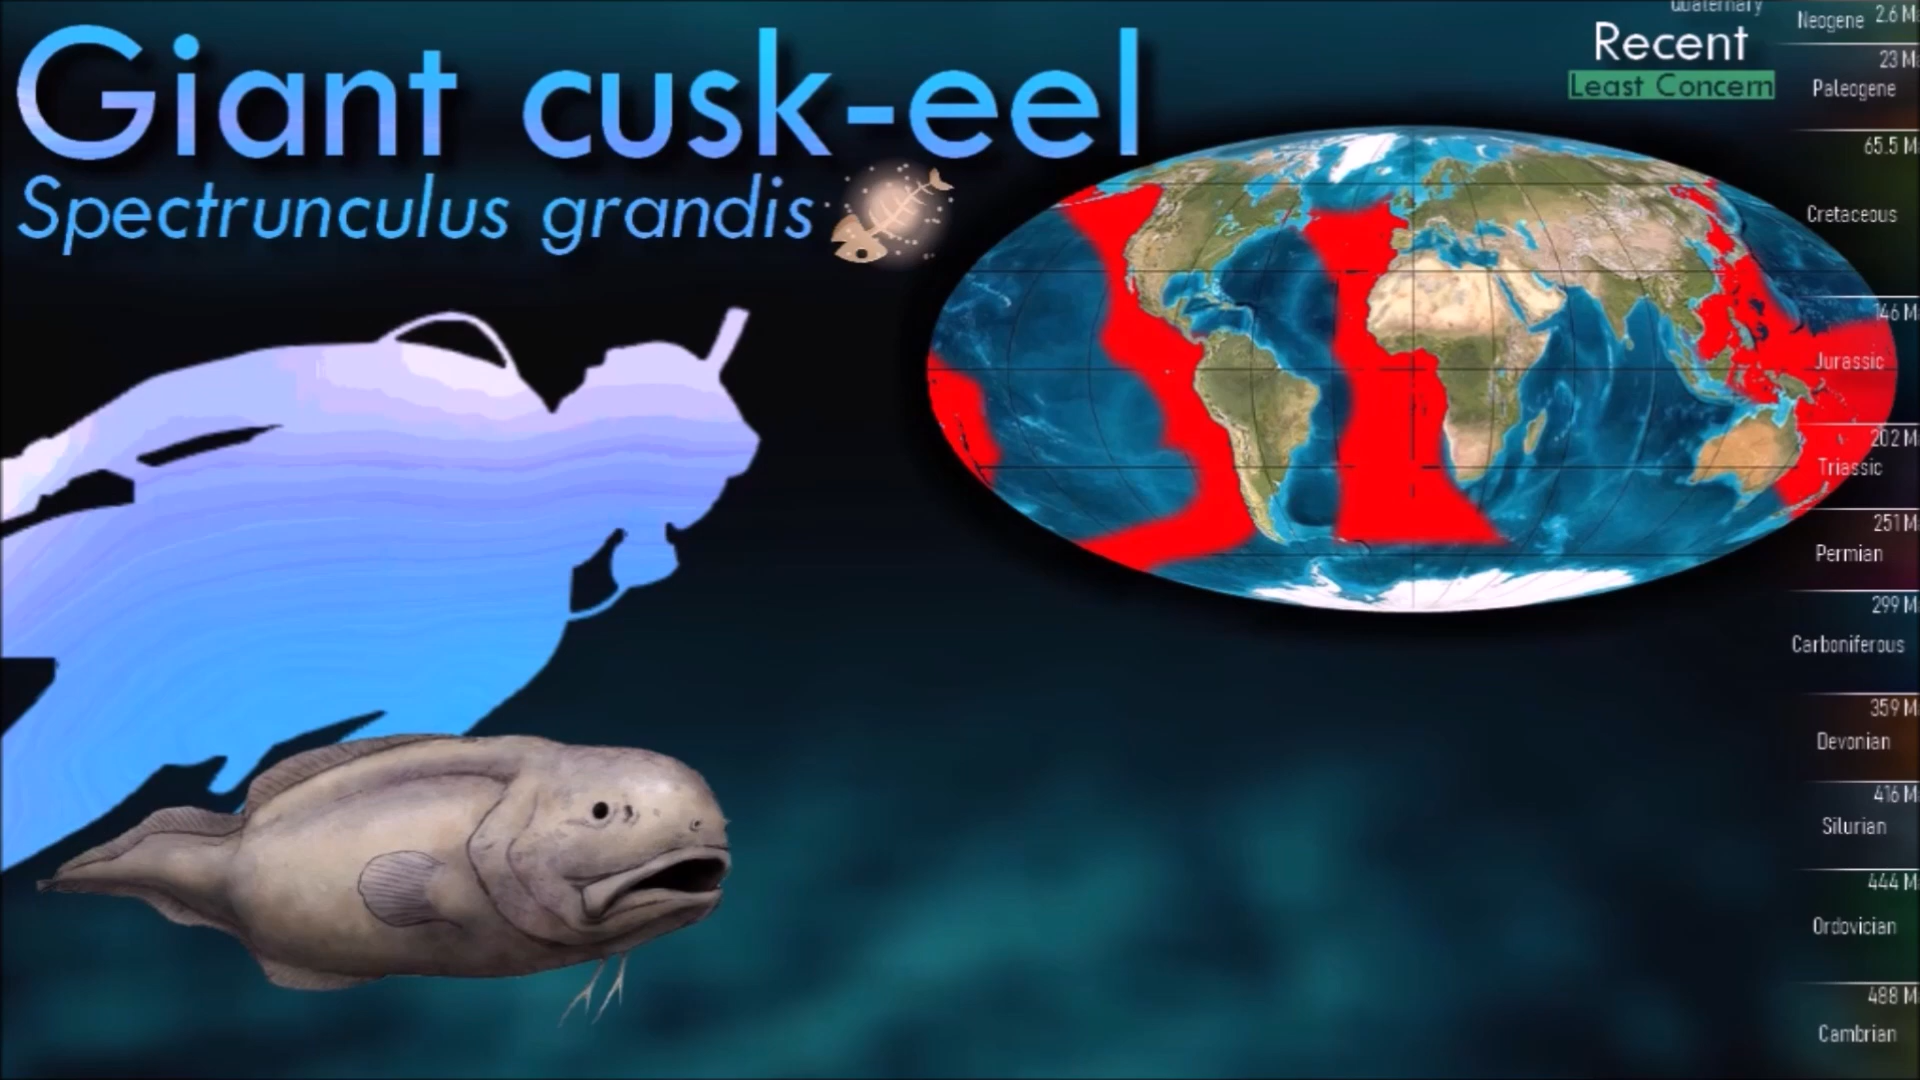 Giant cusk-eel
Spectrunculus grandis
Quaternary
Recent
Least Concern
Neogene
2.6 M
23 M
Paleogene
65.5 M
Cretaceous
146 M
Jurassic
202 M
Triassic
251 M
Permian
299 M
Carboniferous
359 M
Devonian
416 M
Silurian
444 M
Ordovician
488 M
Cambrian